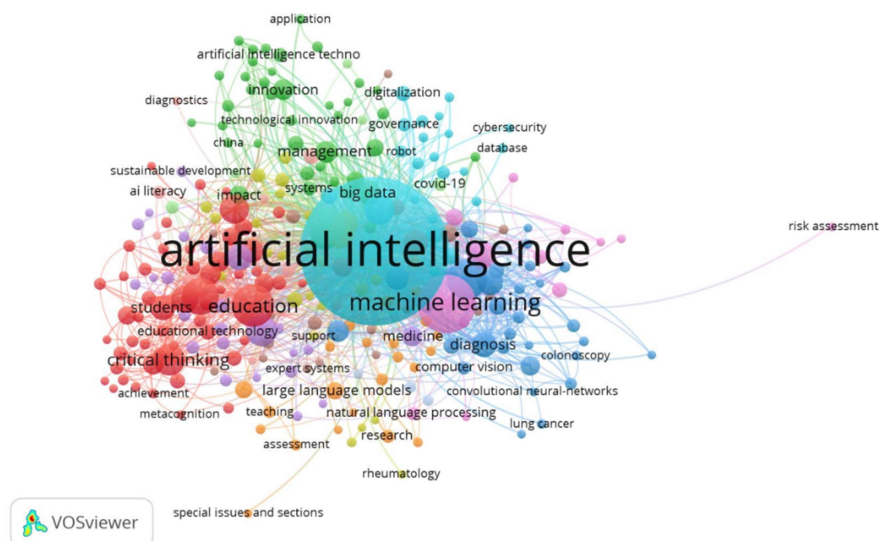 application
artificial intelligence techno
innovation
digitalization
diagnostics
technological innovation
governance
cybersecurity
china
management
robot
database
sustainable development
ai literacy
impact
systems
big data
covid-19
risk assessment
artificial intelligence
students
education
machine learning
educational technology
support
medicine
diagnosis
critical thinking
expert systems
computer vision
colonoscopy
achievement
large language models
convolutional neural-networks
metacognition
teaching
natural language processing
lung cancer
assessment
research
rheumatology
special issues and sections
VOSviewer